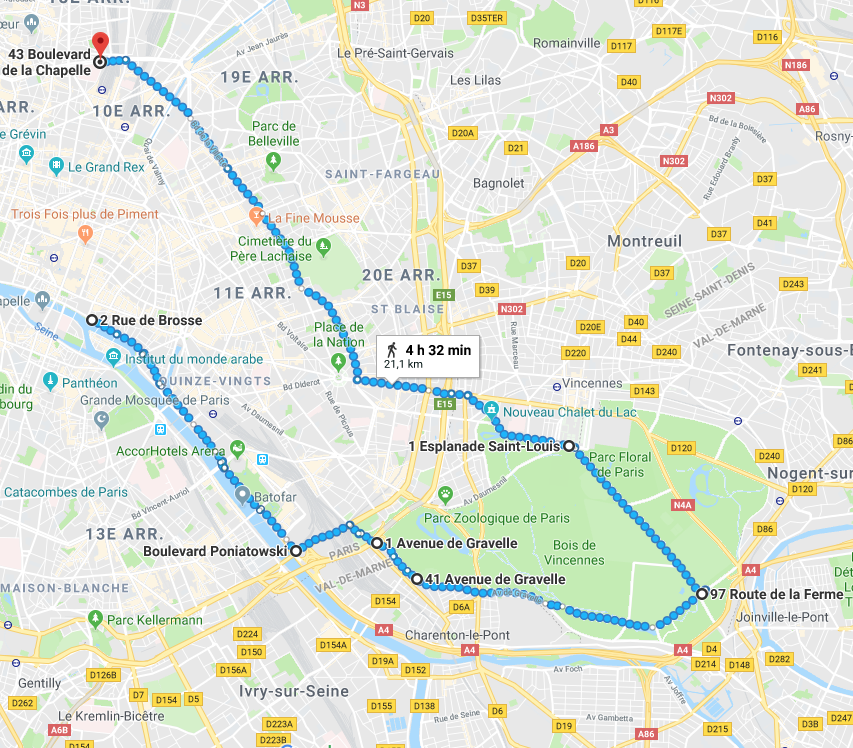 N3
D20
D35TER
D116
D117E
Romainville
D117
D116
Av Jean Jaurès
Le Pré-Saint-Gervais
43 Boulevard
de la Chapelle
N186
19E ARR.
Les Lilas
D40
N302
A86
10E ARR.
Parc de
Belleville
D20A
A3
Bd de la Boissière
Rosny-
e Grévin
A186
D21
N302
Le Grand Rex
Quai de Valmy
SAINT-FARGEAU
Bagnolet
Rue Edouard Branly
D37
Trois Fois plus de Piment
La Fine Mousse
D41
D37
Montreuil
Cimetière du
Père Lachaise
20E ARR.
D37
D20
D37
SEINE-SAINT-DENIS
VAL-DE-MARNE
D243
11E ARR.
E15
D39
N302
apelle
ST BLAISE
2 Rue de Brosse
Seine
Place de
la Nation
Bd Voltaire
4 h 32 min
21,1 km
Rue Marceau
D20E
D40
D44
D220
D240
Fontenay-sous-B
Institut du monde arabe
Panthéon
QUINZE-VINGTS
Bd Diderot
Vincennes
D143
D241
din du
bourg
Grande Mosquée de Paris
Rue de Picpus
E15
Nouveau Chalet du Lac
Av Daumesnil
AccorHotels Arena
1 Esplanade Saint-Louis
Parc Floral
de Paris
D120
D240
Nogent-sur
Catacombes de Paris
Bd Vincent-Auriol
Batofar
Av Daumesnil
D120
N4A
Parc Zoologique de Paris
D86
13E ARR.
Boulevard Poniatowski
PARIS
VAL-DE-MARNE
1 Avenue de Gravelle
Bois de
Vincennes
A4
MAISON-BLANCHE
41 Avenue de Gravelle
97 Route de la Ferme
Parc Kellermann
D154
D6A
Joinville-le-Pont
D224
A4
Charenton-le-Pont
D150
D154A
A4
A4
D4
D156A
D19A
D152
Av Foch
D214
D148
D282
Gentilly
D126B
D7
D154
D5
Ivry-sur-Seine
Av Joffre
D262
D155
D138
Le Kremlin-Bicêtre
D223A
Rue de Seine
D6
Av Gambetta
D3B
D247
A6B
D223B
D19
A86
D215
D154